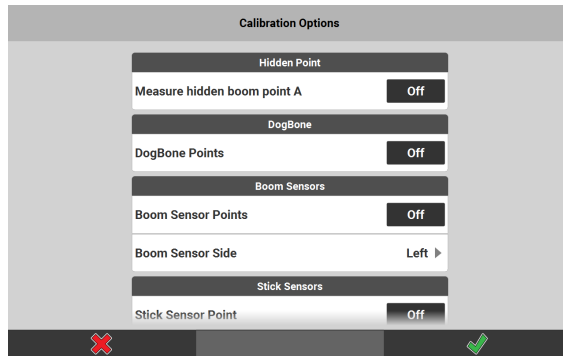 Calibration Options
Hidden Point
Measure hidden boom point A Off
DogBone
DogBone Points Off
Boom Sensors
Boom Sensor Points Off
Boom Sensor Side Left
Stick Sensors
Stick Sensor Point Off